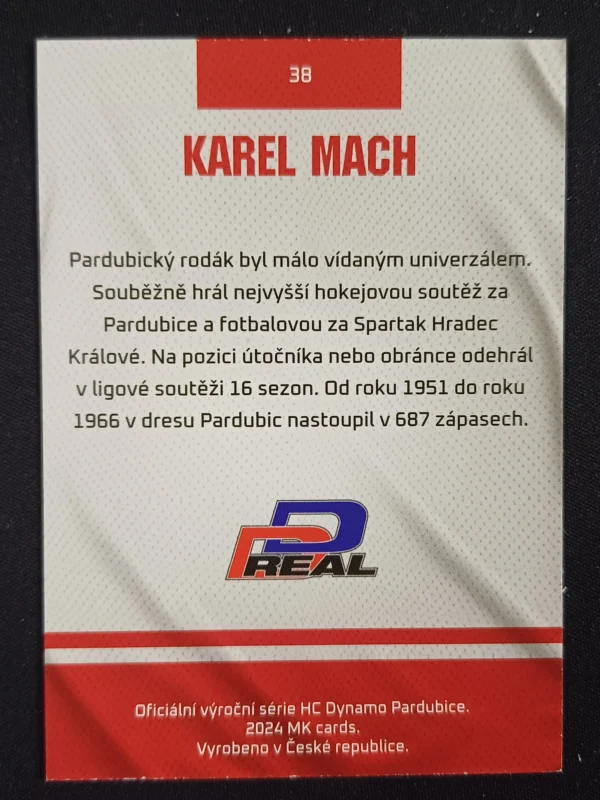 38
KAREL MACH
Pardubický rodák byl málo vídaným univerzálem.
Souběžně hrál nejvyšší hokejovou soutěž za
Pardubice a fotbalovou za Spartak Hradec
Králové. Na pozici útočníka nebo obránce odehrál
v ligové soutěži 16 sezon. Od roku 1951 do roku
1966 v dresu Pardubic nastoupil v 687 zápasech.
PD
REAL
Oficiální výroční série HC Dynamo Pardubice.
2024 MK cards.
Vyrobeno v České republice.